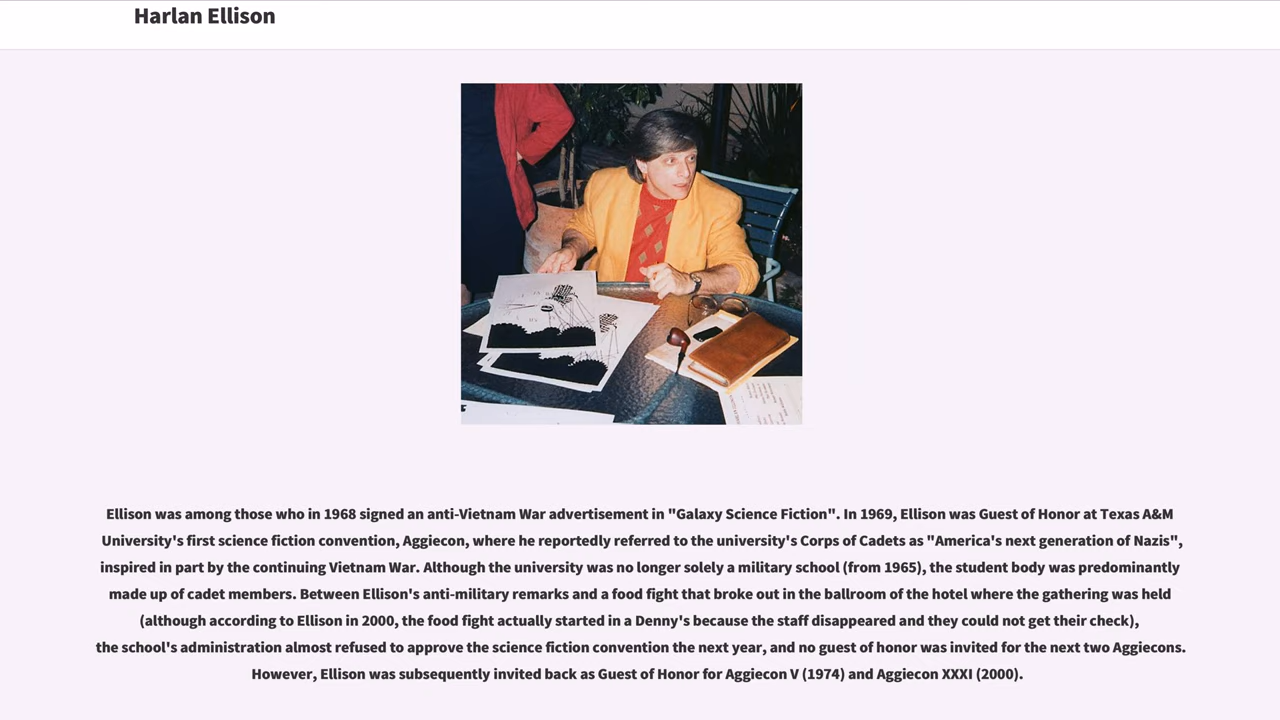 Harlan Ellison
Ellison was among those who in 1968 signed an anti-Vietnam War advertisement in "Galaxy Science Fiction". In 1969, Ellison was Guest of Honor at Texas A&M
University's first science fiction convention, Aggiecon, where he reportedly referred to the university's Corps of Cadets as "America's next generation of Nazis",
inspired in part by the continuing Vietnam War. Although the university was no longer solely a military school (from 1965), the student body was predominantly
made up of cadet members. Between Ellison's anti-military remarks and a food fight that broke out in the ballroom of the hotel where the gathering was held
(although according to Ellison in 2000, the food fight actually started in a Denny's because the staff disappeared and they could not get their check),
the school's administration almost refused to approve the science fiction convention the next year, and no guest of honor was invited for the next two Aggiecons.
However, Ellison was subsequently invited back as Guest of Honor for Aggiecon V (1974) and Aggiecon XXXI (2000).